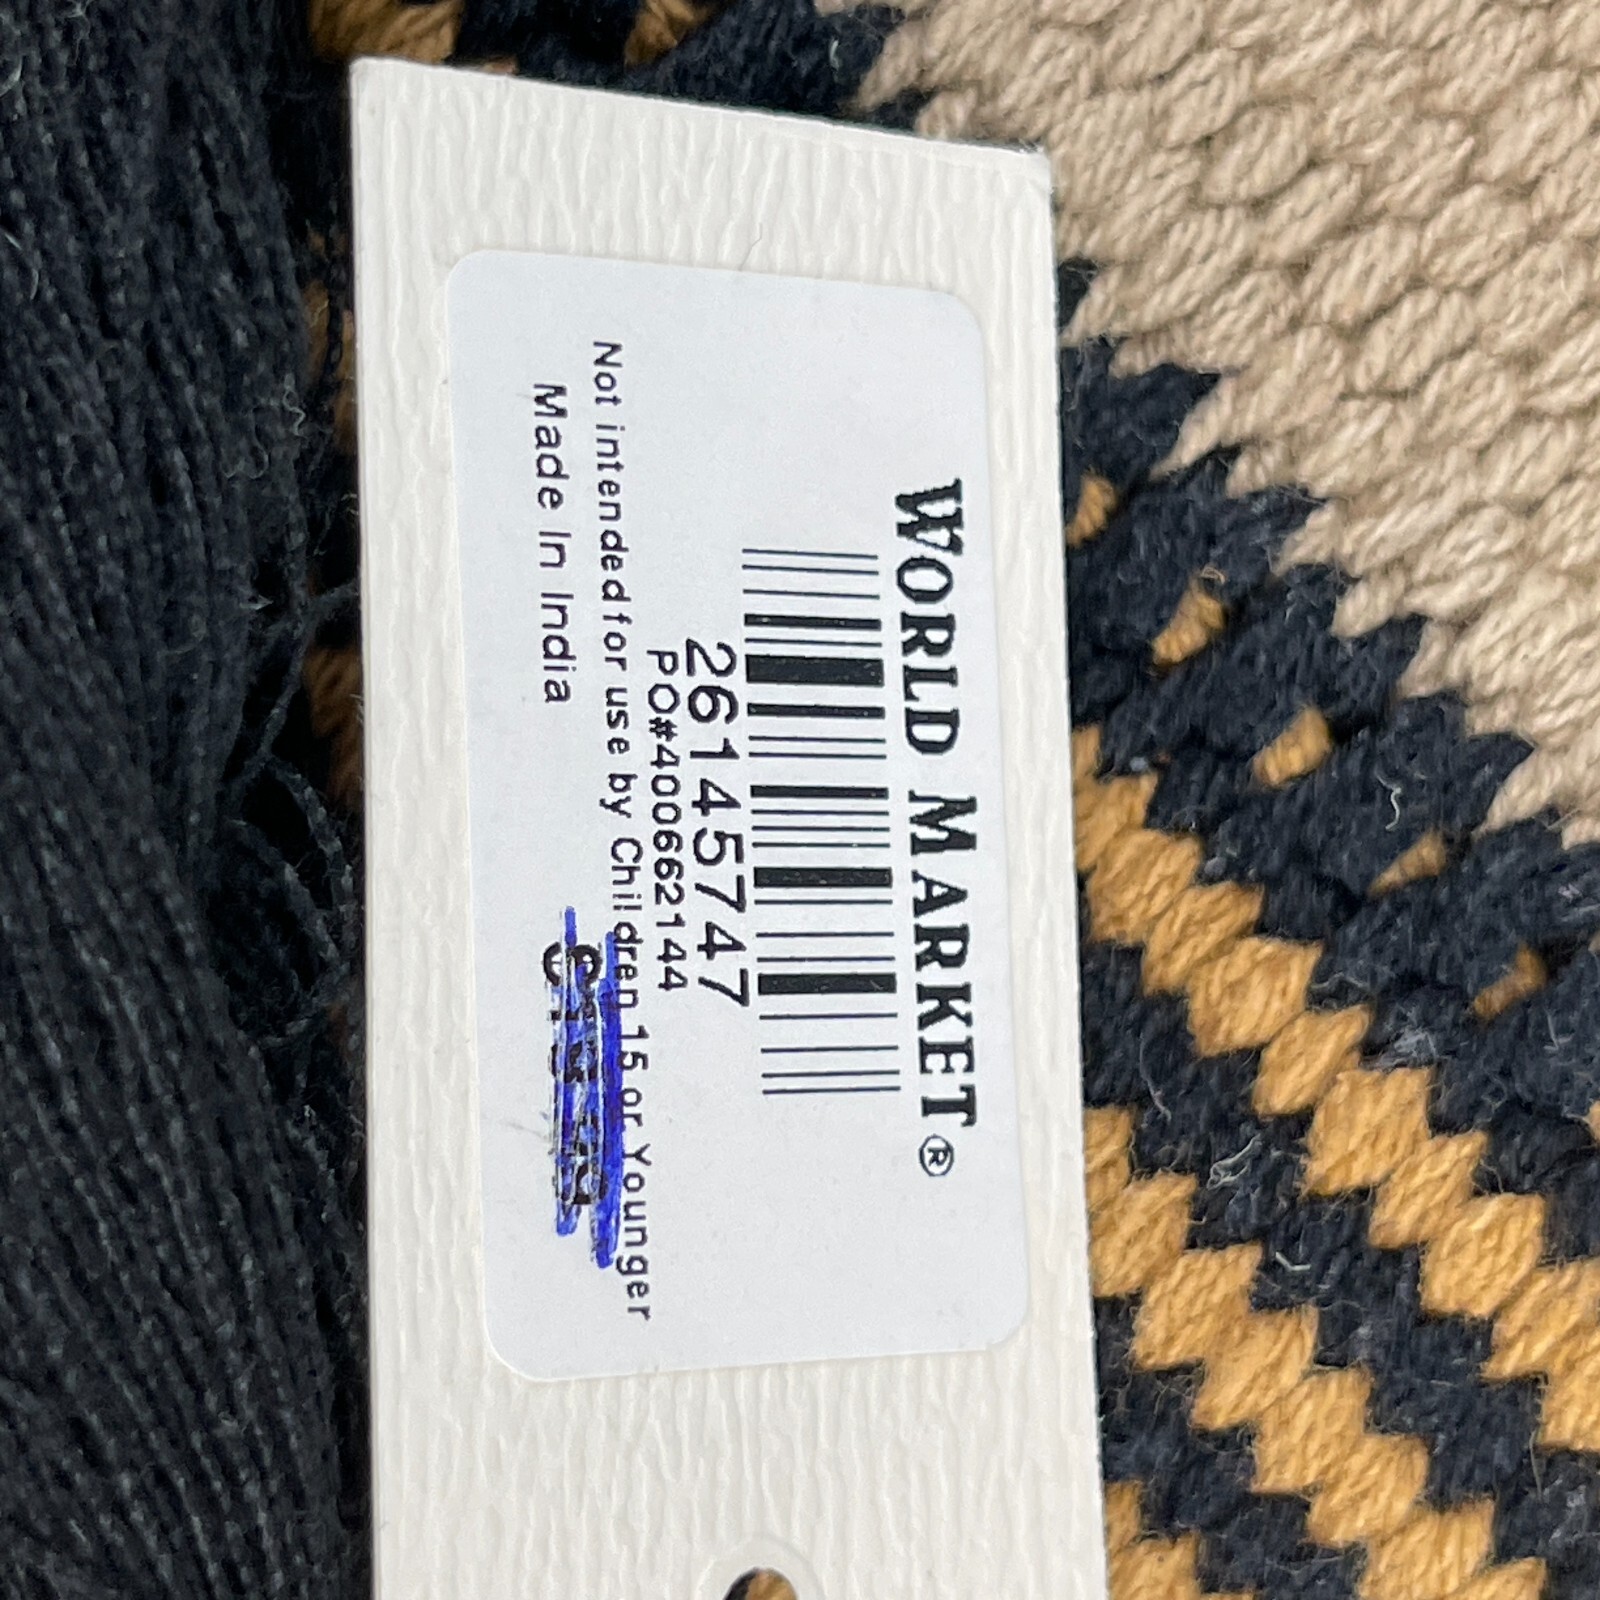 WORLD MARKET®
26145747
PO#400662144
Not intended for use by Children 15 or Younger
Made In India